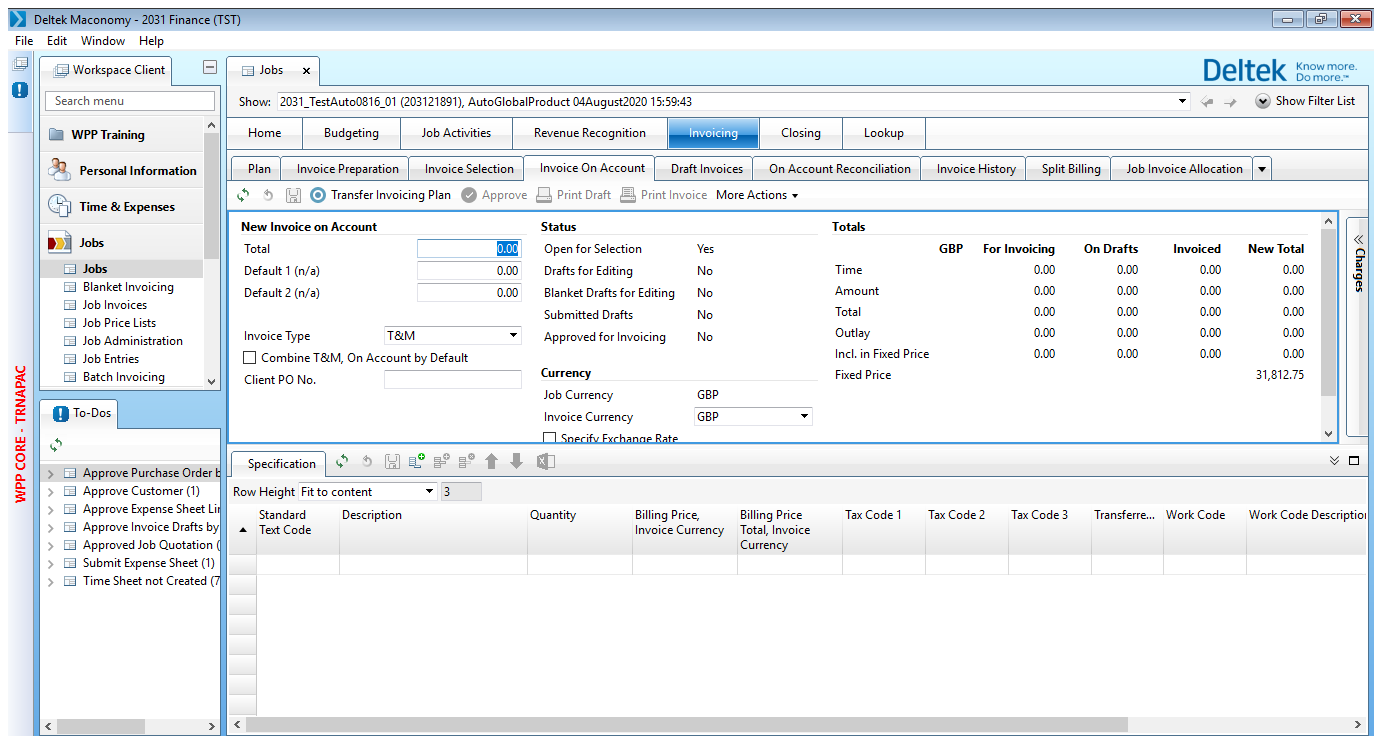 Deltek Maconomy - 2031 Finance (TST)
File Edit Window Help
Workspace Client
Search menu
WPP Training
Personal Information
Time & Expenses
Jobs
Jobs
Blanket Invoicing
Job Invoices
Job Price Lists
Job Administration
Job Entries
Batch Invoicing
WPP CORE - TRNAPAC
To-Dos
Approve Purchase Order b
Approve Customer (1)
Approve Expense Sheet Lin
Approve Invoice Drafts by
Approved Job Quotation (
Submit Expense Sheet (1)
Time Sheet not Created (7
Jobs x
Deltek Know more.
Do more.™
Show: 2031_TestAuto0816_01 (203121891), AutoGlobalProduct 04August2020 15:59:43 Show Filter List
Home Budgeting Job Activities Revenue Recognition Invoicing Closing Lookup
Plan Invoice Preparation Invoice Selection Invoice On Account Draft Invoices On Account Reconciliation Invoice History Split Billing Job Invoice Allocation
Transfer Invoicing Plan Approve Print Draft Print Invoice More Actions
New Invoice on Account
Total 0.00
Default 1 (n/a) 0.00
Default 2 (n/a) 0.00
Invoice Type T&M
Combine T&M, On Account by Default
Client PO No.
Status
Open for Selection Yes
Drafts for Editing No
Blanket Drafts for Editing No
Submitted Drafts No
Approved for Invoicing No
Currency
Job Currency GBP
Invoice Currency GBP
Specify Exchange Rate
Totals
GBP For Invoicing On Drafts Invoiced New Total
Time 0.00 0.00 0.00 0.00
Amount 0.00 0.00 0.00 0.00
Total 0.00 0.00 0.00 0.00
Outlay 0.00 0.00 0.00 0.00
Incl. in Fixed Price 0.00 0.00 0.00 0.00
Fixed Price 31,812.75
Charges
Specification
Row Height Fit to content 3
Standard Text Code Description Quantity Billing Price, Invoice Currency Billing Price Total, Invoice Currency Tax Code 1 Tax Code 2 Tax Code 3 Transferre... Work Code Work Code Description